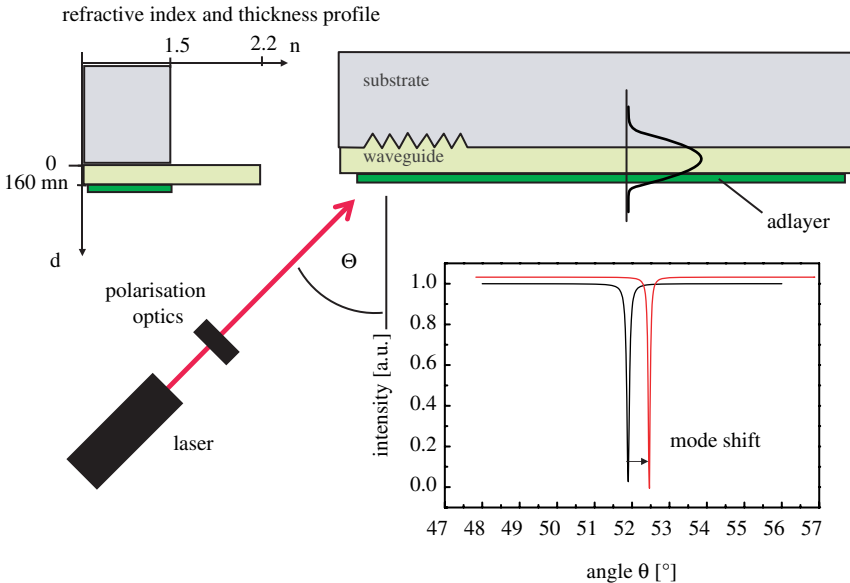 refractive index and thickness profile
1.5
2.2
n
substrate
waveguide
0
160 mn
d
adlayer
Θ
polarisation
optics
laser
intensity [a.u.]
1.0
0.8
0.6
0.4
0.2
0.0
mode shift
47 48 49 50 51 52 53 54 55 56 57
angle θ [°]